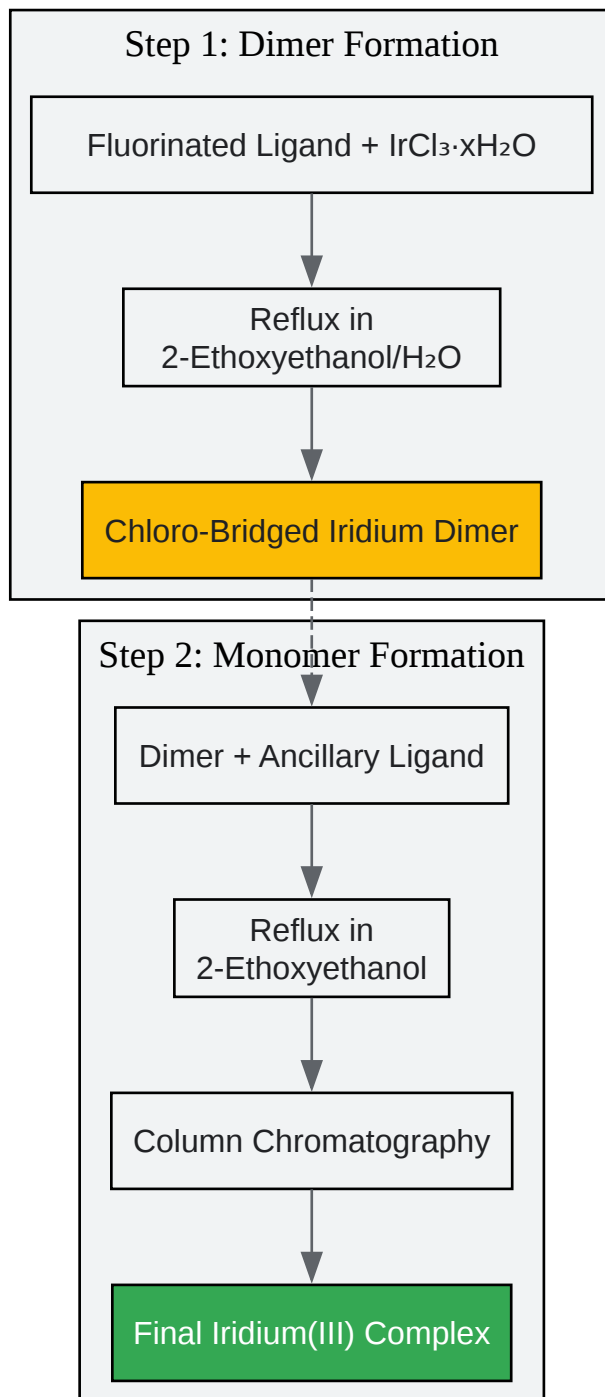 Step 1: Dimer Formation
Fluorinated Ligand + IrCl₃·xH₂O
Reflux in
2-Ethoxyethanol/H₂O
Chloro-Bridged Iridium Dimer
Step 2: Monomer Formation
Dimer + Ancillary Ligand
Reflux in
2-Ethoxyethanol
Column Chromatography
Final Iridium(III) Complex